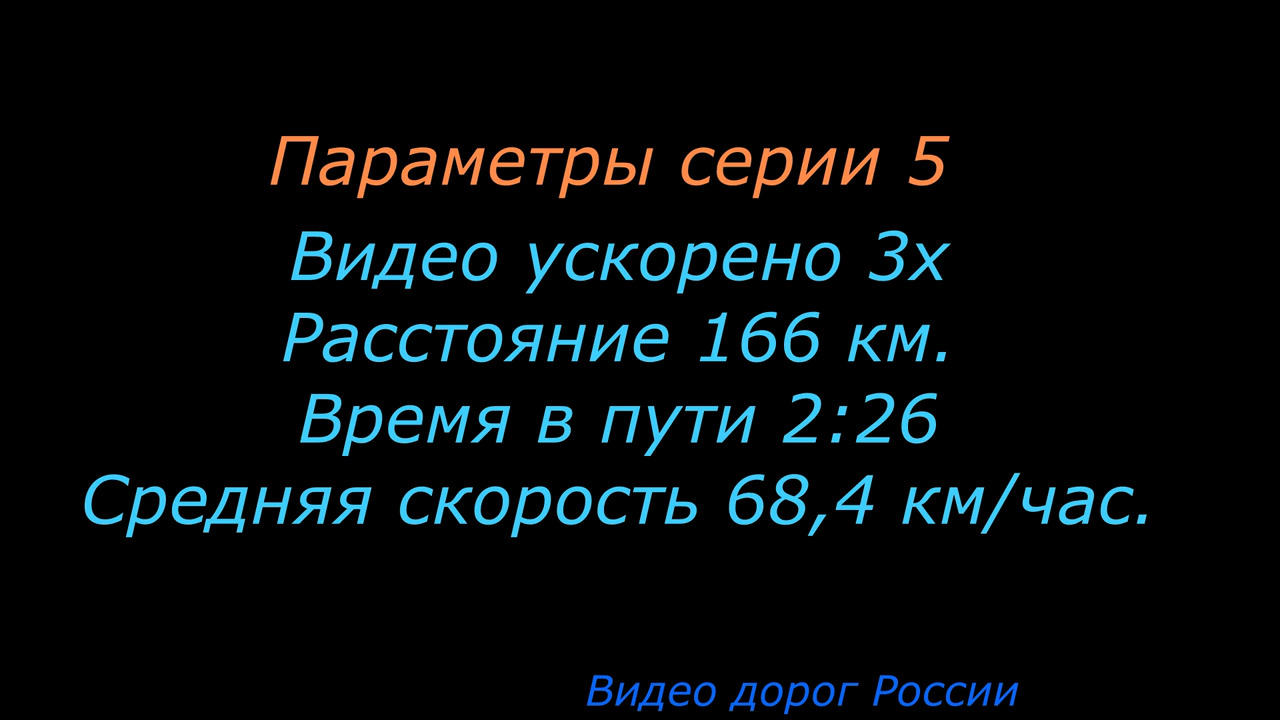 Параметры серии 5
Видео ускорено 3х
Расстояние 166 км.
Время в пути 2:26
Средняя скорость 68,4 км/час.
Видео дорог России